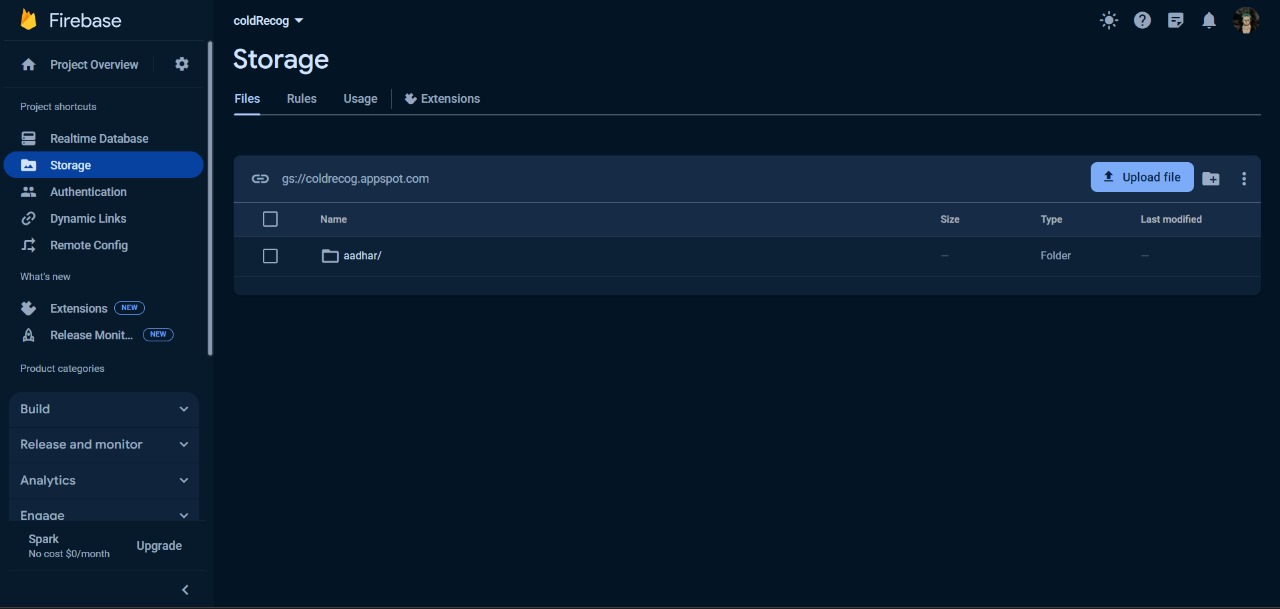 Firebase
coldRecog
Project Overview
Storage
Files Rules Usage Extensions
Project shortcuts
Realtime Database
Storage
Authentication
Dynamic Links
Remote Config
What's new
Extensions NEW
Release Monit... NEW
Product categories
Build
Release and monitor
Analytics
Engage
Spark
No cost $0/month
Upgrade
gs://coldrecog.appspot.com
Upload file
Name Size Type Last modified
aadhar/ — Folder —